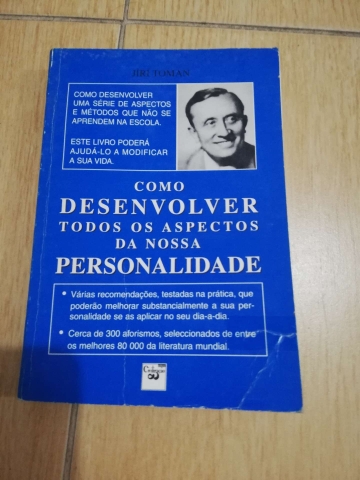 JIŘÍ TOMAN
COMO DESENVOLVER
UMA SÉRIE DE ASPECTOS
E MÉTODOS QUE NÃO SE
APRENDEM NA ESCOLA.
ESTE LIVRO PODERÁ
AJUDÁ-LO A MODIFICAR
A SUA VIDA.
COMO
DESENVOLVER
TODOS OS ASPECTOS
DA NOSSA
PERSONALIDADE
• Várias recomendações, testadas na prática, que
poderão melhorar substancialmente a sua per-
sonalidade se as aplicar no seu dia-a-dia.
• Cerca de 300 aforismos, seleccionados de entre
os melhores 80 000 da literatura mundial.